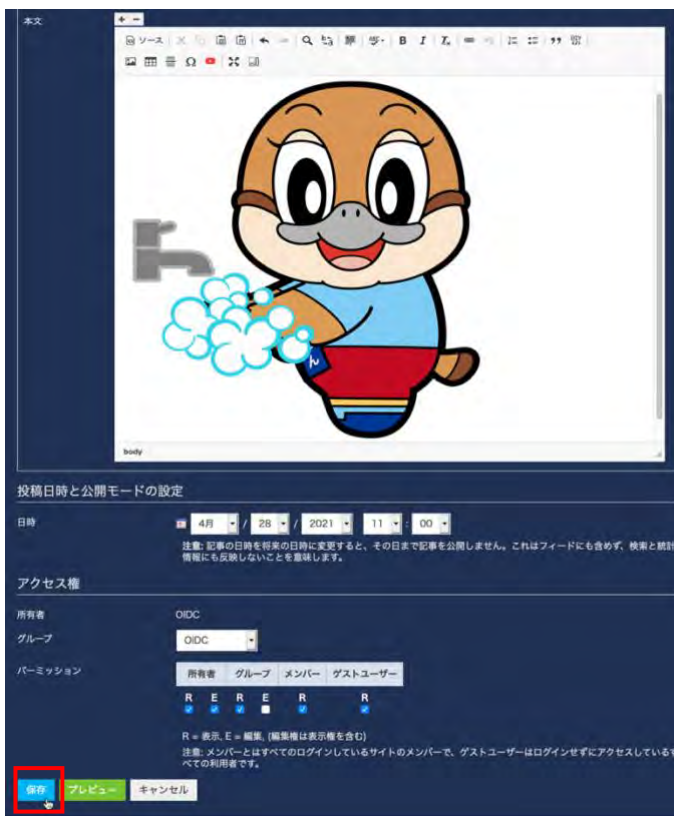 本文
+ -
ソース
B I Tx
Ω
body
投稿日時と公開モードの設定
日時 4月 / 28 / 2021 11 : 00
注意: 記事の日時を将来の日時に変更すると、その日まで記事を公開しません。これはフィードにも含めず、検索と統計
情報にも反映しないことを意味します。
ん
アクセス権
所有者 OIDC
グループ OIDC
パーミッション
所有者 グループ メンバー ゲストユーザー
R E R E R R
R = 表示, E = 編集, (編集権は表示権を含む)
注意: メンバーとはすべてのログインしているサイトのメンバーで、ゲストユーザーはログインせずにアクセスしているす
べての利用者です。
保存 プレビュー キャンセル